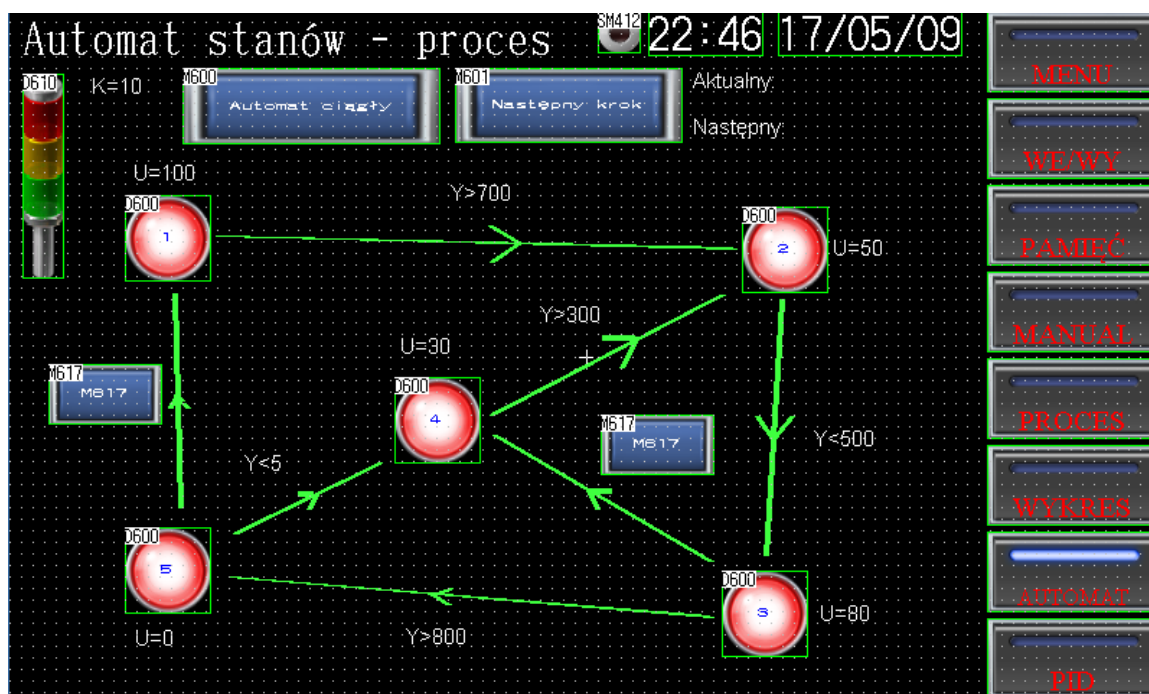 Automat stanów - proces
SM412
22:46
17/05/09
MENU
D610
K=10
M600
Automat ciągły
M601
Następny krok
Aktualny:
Następny:
WE/WY
U=100
Y>700
D600
1
D600
2
U=50
PAMIĘĆ
Y>300
MANUAL
U=30
M617
M617
D600
4
M617
M617
Y<500
PROCES
Y<5
WYKRES
D600
5
D600
3
U=80
AUTOMAT
U=0
Y>800
PID